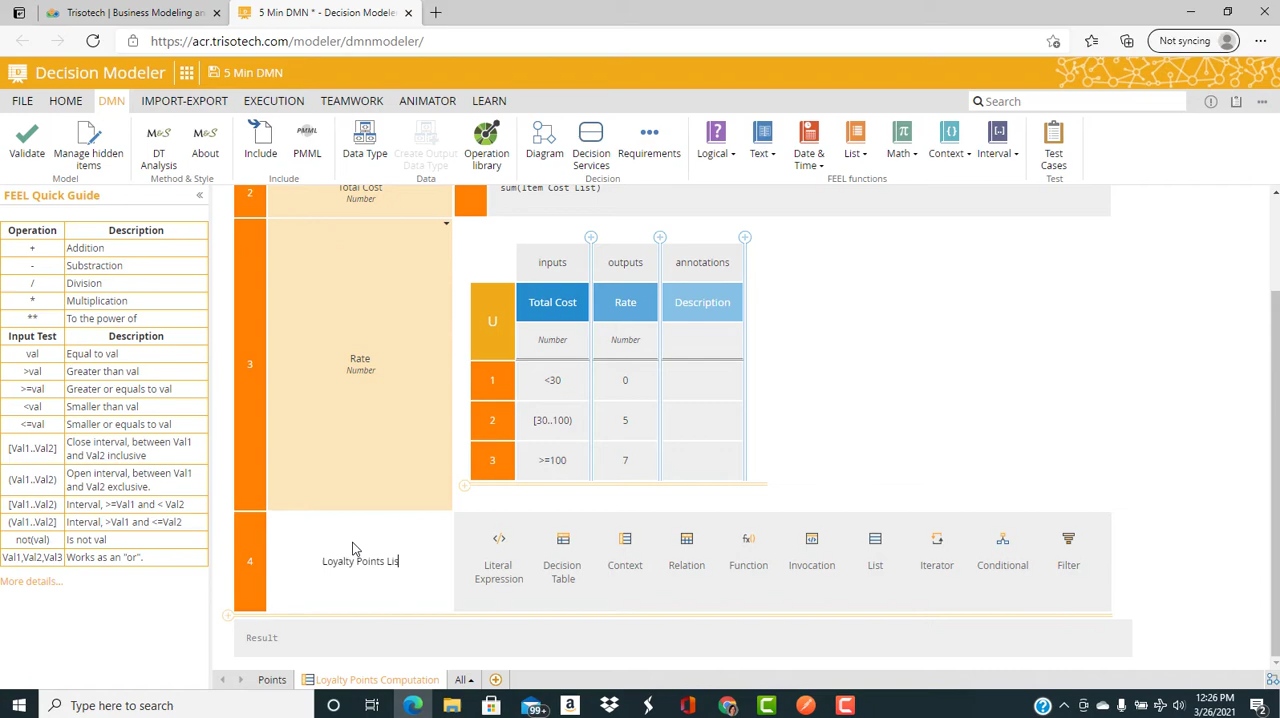 Trisotech | Business Modeling an
5 Min DMN * - Decision Modele
https://acr.trisotech.com/modeler/dmnmodeler/
Not syncing
Decision Modeler
5 Min DMN
FILE
HOME
DMN
IMPORT-EXPORT
EXECUTION
TEAMWORK
ANIMATOR
LEARN
Search
Validate
Manage hidden items
DT Analysis
About
Include
PMML
Data Type
Create Output Data Type
Operation library
Diagram
Decision Services
Requirements
Logical
Text
Date & Time
List
Math
Context
Interval
Test Cases
Model
Method & Style
Include
Data
Decision
FEEL functions
Test
FEEL Quick Guide
Operation Description
+ Addition
- Substraction
/ Division
* Multiplication
** To the power of
Input Test Description
val Equal to val
>val Greater than val
>=val Greater or equals to val
<val Smaller than val
<=val Smaller or equals to val
[Val1..Val2] Close interval, between Val1 and Val2 inclusive
(Val1..Val2) Open interval, between Val1 and Val2 exclusive.
[Val1..Val2) Interval, >=Val1 and < Val2
(Val1..Val2] Interval, >Val1 and <=Val2
not(val) Is not val
Val1,Val2,Val3 Works as an "or".
More details...
2
Total Cost
Number
sum(Item Cost List)
3
Rate
Number
inputs outputs annotations
U
Total Cost Rate Description
Number Number
1 <30 0
2 [30..100) 5
3 >=100 7
4
Loyalty Points Lis
Literal Expression
Decision Table
Context
Relation
Function
f(x)
Invocation
List
Iterator
Conditional
Filter
Result
Points
Loyalty Points Computation
All
Type here to search
99+
12:26 PM
3/26/2021
2